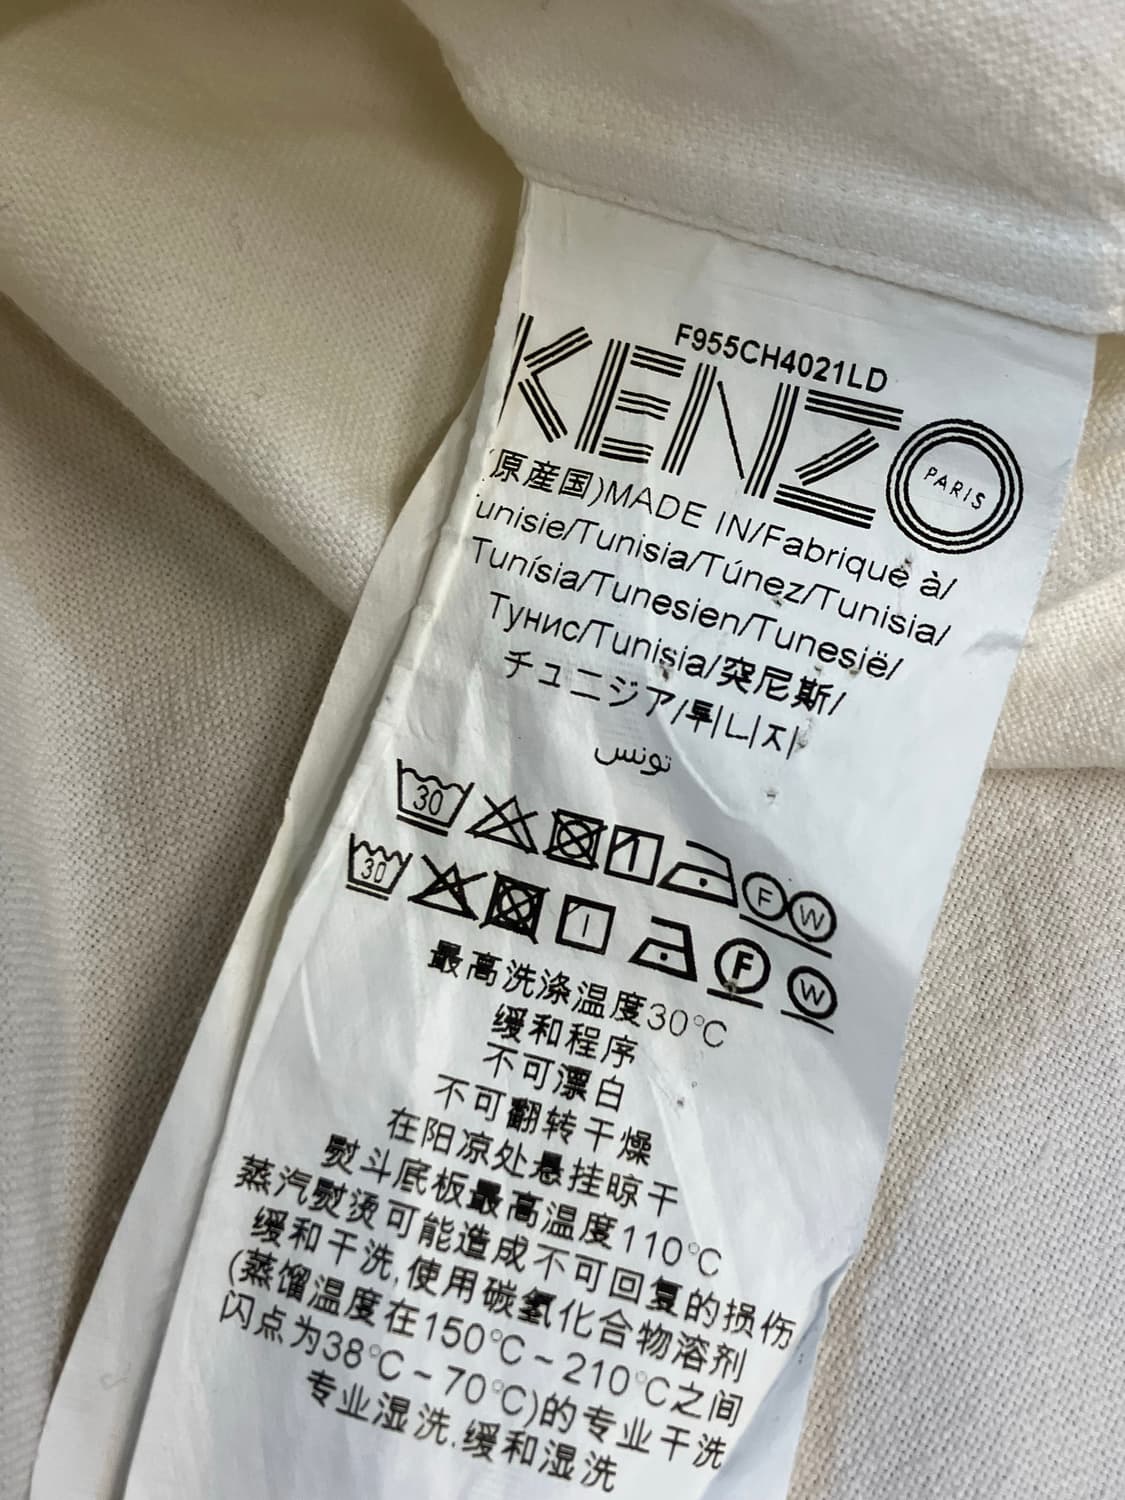 F955CH4021LD
KENZO
PARIS
(原産国)MADE IN/Fabriqué à/
unisie/Tunisia/Túnez/Tunisia/
Tunísia/Tunesien/Tunesië/
Тунис/Tunisia/突尼斯/
チュニジア/튀니지
تونس
30 F W
30 F W
最高洗涤温度30°C
缓和程序
不可漂白
不可翻转干燥
在阳凉处悬挂晾干
熨斗底板最高温度110°C
蒸汽熨烫可能造成不可回复的损伤
缓和干洗,使用碳氢化合物溶剂
(蒸馏温度在150°C~210°C之间
闪点为38°C~70°C)的专业干洗
专业湿洗,缓和湿洗